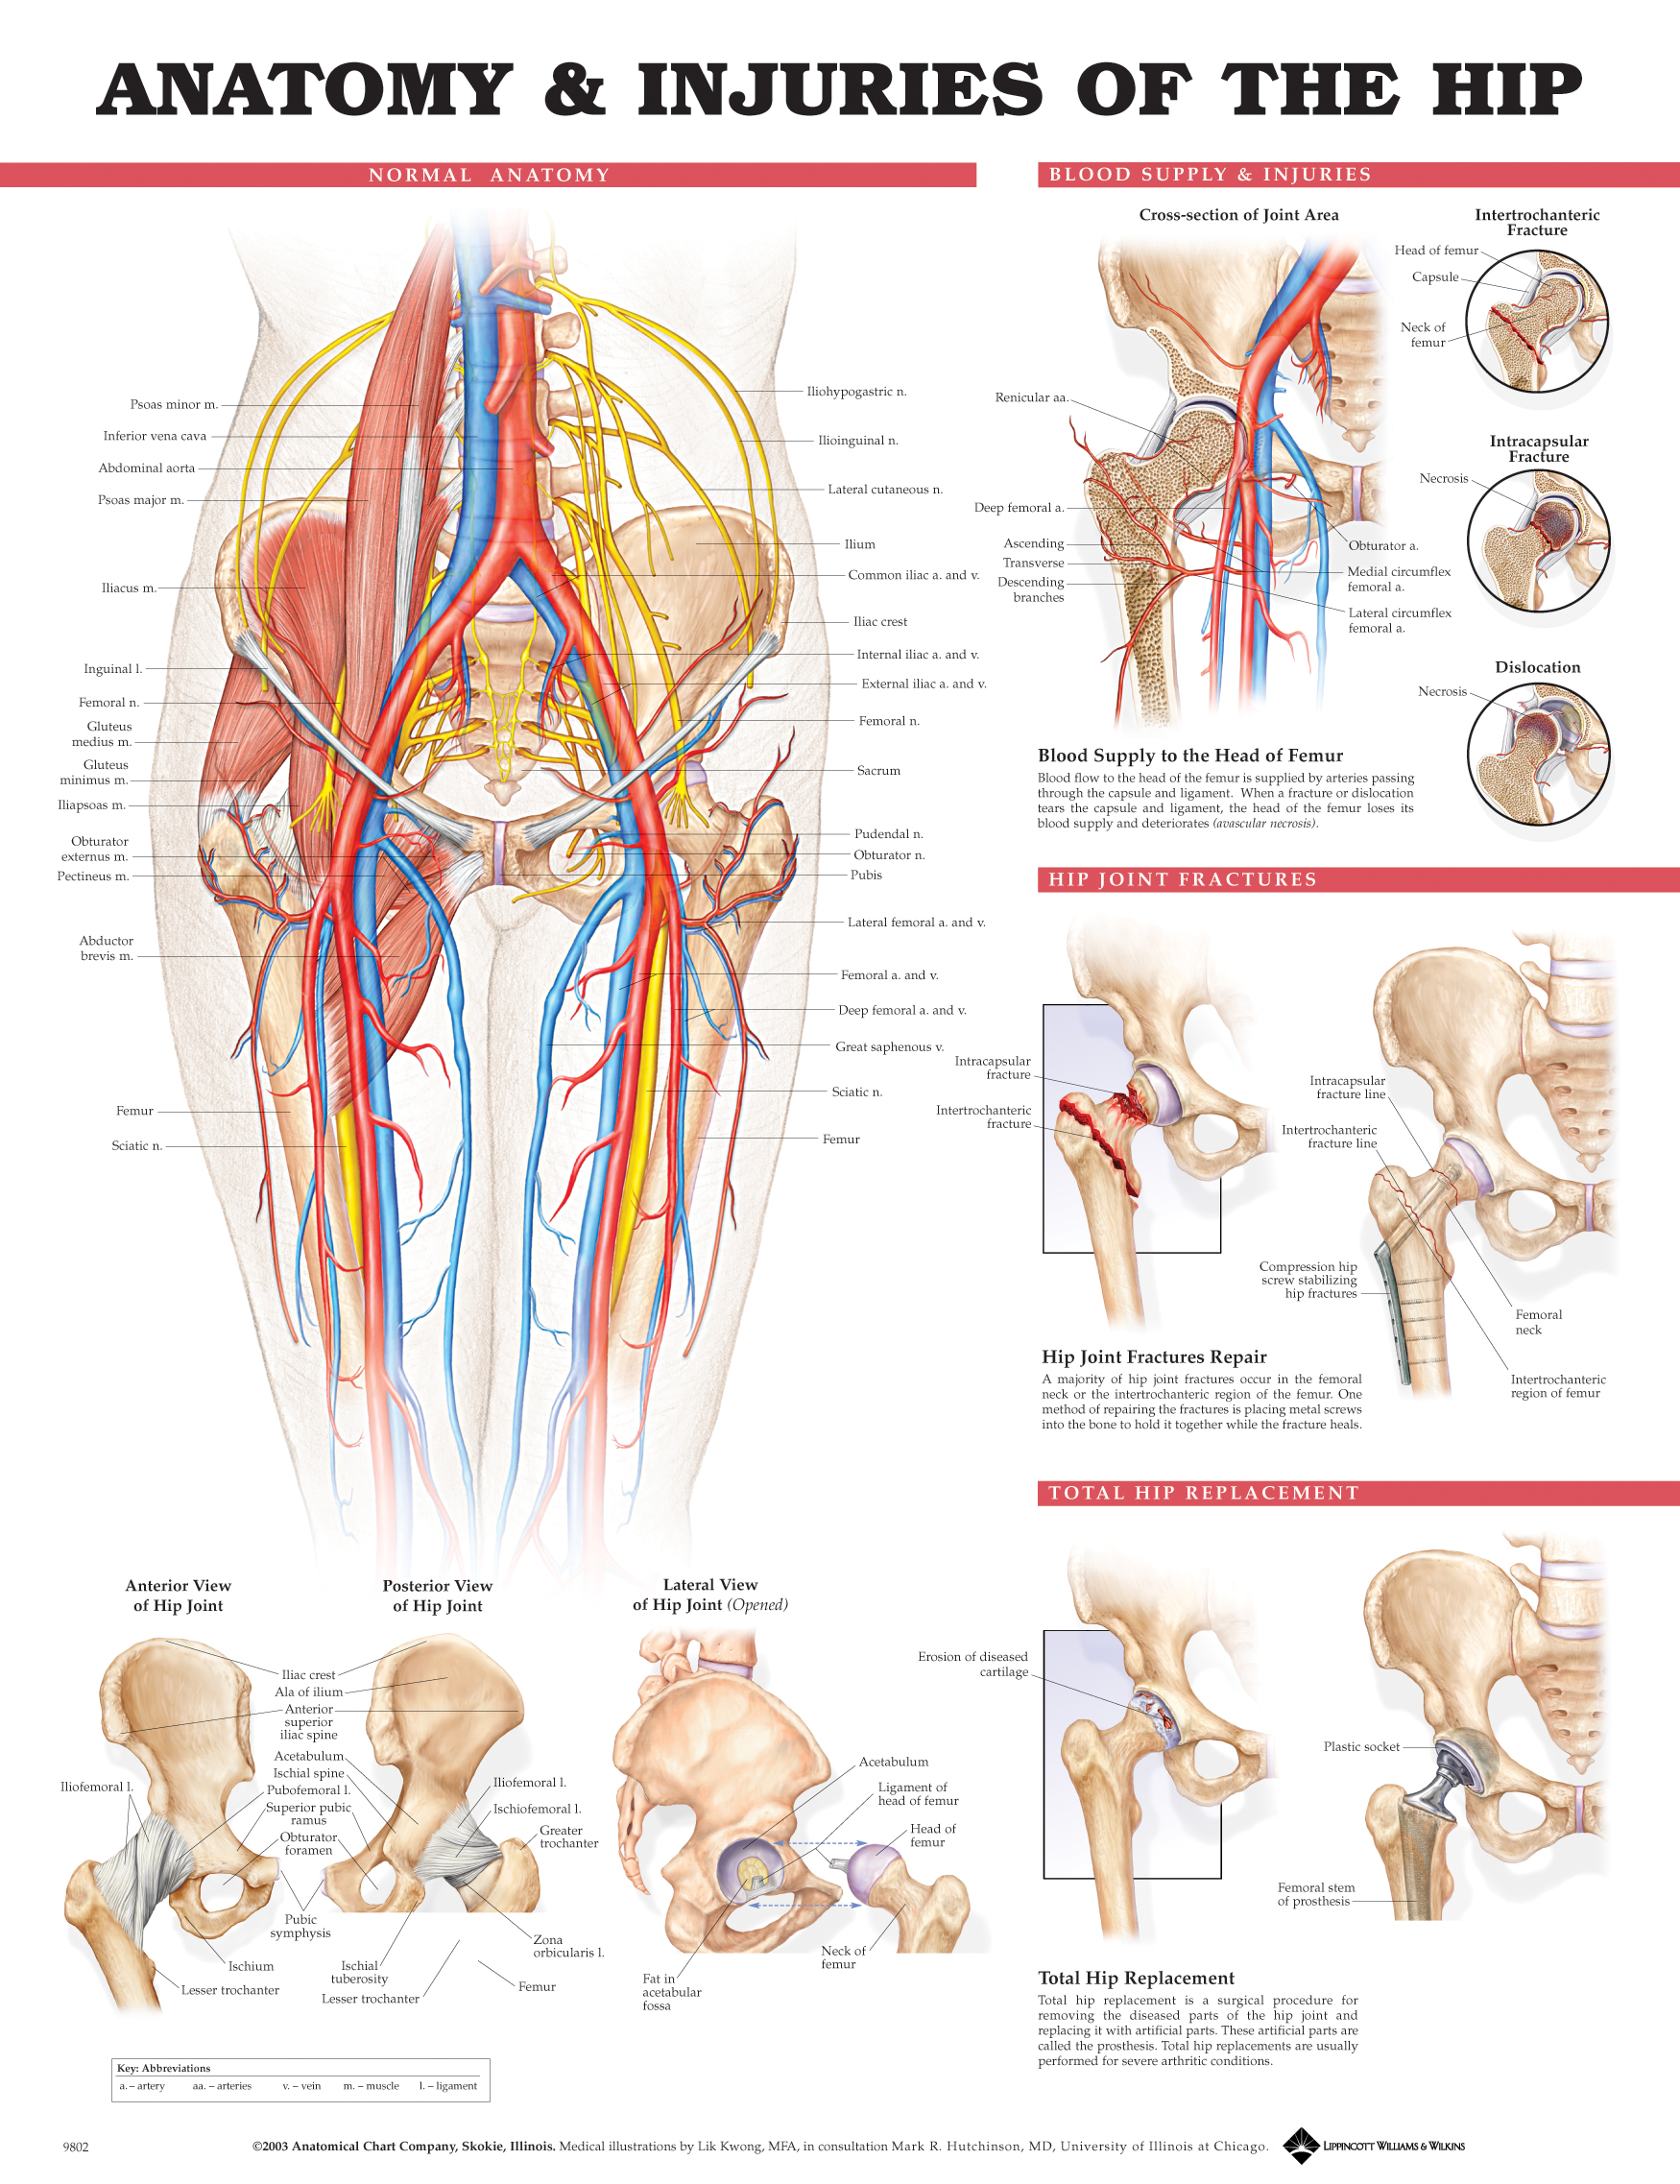 ANATOMY & INJURIES OF THE HIP
NORMAL ANATOMY
Psoas minor m.
Inferior vena cava
Abdominal aorta
Psoas major m.
Iliacus m.
Inguinal l.
Femoral n.
Gluteus
medius m.
Gluteus
minimus m.
Iliapsoas m.
Obturator
externus m.
Pectineus m.
Abductor
brevis m.
Femur
Sciatic n.
Iliohypogastric n.
Ilioinguinal n.
Lateral cutaneous n.
Ilium
Common iliac a. and v.
Iliac crest
Internal iliac a. and v.
External iliac a. and v.
Femoral n.
Sacrum
Pudendal n.
Obturator n.
Pubis
Lateral femoral a. and v.
Femoral a. and v.
Deep femoral a. and v.
Great saphenous v.
Sciatic n.
Femur
Anterior View
of Hip Joint
Posterior View
of Hip Joint
Lateral View
of Hip Joint (Opened)
Iliac crest
Ala of ilium
Anterior
superior
iliac spine
Acetabulum
Ischial spine
Pubofemoral l.
Superior pubic
ramus
Obturator
foramen
Iliofemoral l.
Pubic
symphysis
Ischium
Lesser trochanter
Iliofemoral l.
Ischiofemoral l.
Greater
trochanter
Zona
orbicularis l.
Ischial
tuberosity
Lesser trochanter
Femur
Acetabulum
Ligament of
head of femur
Head of
femur
Neck of
femur
Fat in
acetabular
fossa
Key: Abbreviations
a. – artery aa. – arteries v. – vein m. – muscle l. – ligament
BLOOD SUPPLY & INJURIES
Cross-section of Joint Area
Renicular aa.
Deep femoral a.
Ascending
Transverse
Descending
branches
Obturator a.
Medial circumflex
femoral a.
Lateral circumflex
femoral a.
Intertrochanteric
Fracture
Head of femur
Capsule
Neck of
femur
Intracapsular
Fracture
Necrosis
Dislocation
Necrosis
Blood Supply to the Head of Femur
Blood flow to the head of the femur is supplied by arteries passing
through the capsule and ligament. When a fracture or dislocation
tears the capsule and ligament, the head of the femur loses its
blood supply and deteriorates (avascular necrosis).
HIP JOINT FRACTURES
Intracapsular
fracture
Intertrochanteric
fracture
Intracapsular
fracture line
Intertrochanteric
fracture line
Compression hip
screw stabilizing
hip fractures
Femoral
neck
Intertrochanteric
region of femur
Hip Joint Fractures Repair
A majority of hip joint fractures occur in the femoral
neck or the intertrochanteric region of the femur. One
method of repairing the fractures is placing metal screws
into the bone to hold it together while the fracture heals.
TOTAL HIP REPLACEMENT
Erosion of diseased
cartilage
Plastic socket
Femoral stem
of prosthesis
Total Hip Replacement
Total hip replacement is a surgical procedure for
removing the diseased parts of the hip joint and
replacing it with artificial parts. These artificial parts are
called the prosthesis. Total hip replacements are usually
performed for severe arthritic conditions.
9802
©2003 Anatomical Chart Company, Skokie, Illinois. Medical illustrations by Lik Kwong, MFA, in consultation Mark R. Hutchinson, MD, University of Illinois at Chicago.
LIPPINCOTT WILLIAMS & WILKINS